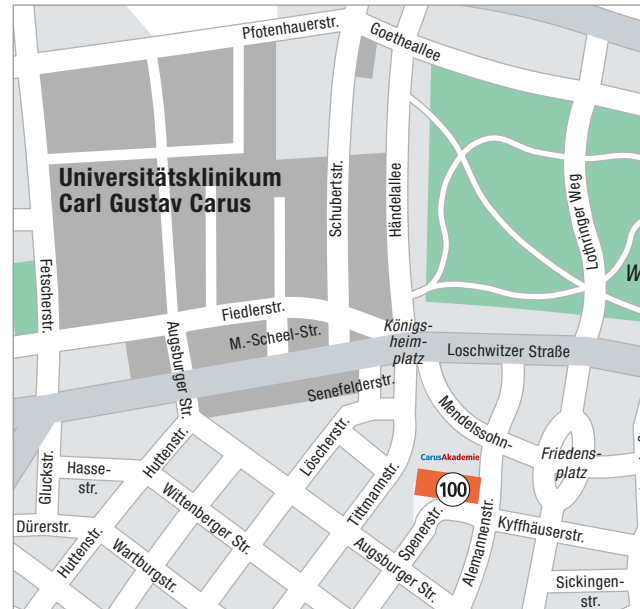 Pfotenhauerstr.
Goetheallee
Universitätsklinikum
Carl Gustav Carus
Schubertstr.
Händelallee
Lothringer Weg
W
Fetscherstr.
Fiedlerstr.
M.-Scheel-Str.
Königs-
heim-
platz
Loschwitzer Straße
Augsburger Str.
Senefelderstr.
Mendelssohn-
Huttenstr.
Löscherstr.
Tittmannstr.
CarusAkademie
100
Friedens-
platz
Gluckstr.
Hasse-
str.
Wittenberger Str.
Spenerstr.
Alemannenstr.
Kyffhäuserstr.
Dürerstr.
Huttenstr.
Wartburgstr.
Augsburger Str.
Sickingen-
str.